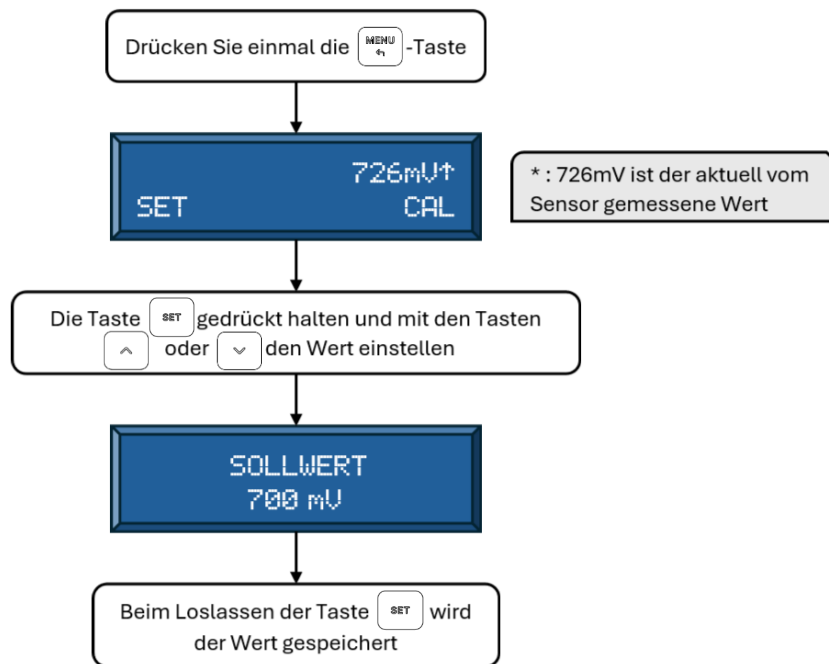 Drücken Sie einmal die MENU -Taste
726mV↑
SET CAL
* : 726mV ist der aktuell vom
Sensor gemessene Wert
Die Taste SET gedrückt halten und mit den Tasten
oder den Wert einstellen
SOLLWERT
700 mV
Beim Loslassen der Taste SET wird
der Wert gespeichert